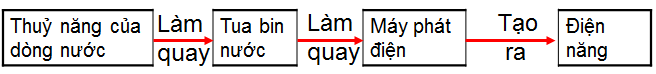 Thuỷ năng của
dòng nước
Làm
quay
Tua bin
nước
Làm
quay
Máy phát
điện
Tạo
ra
Điện
năng